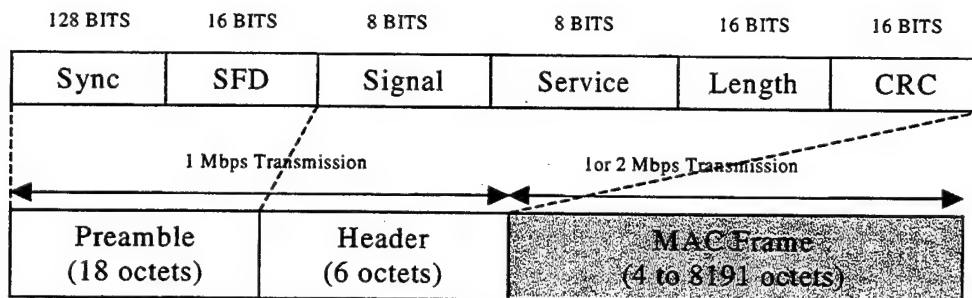 128 BITS 16 BITS 8 BITS 8 BITS 16 BITS 16 BITS
Sync SFD Signal Service Length CRC
1 Mbps Transmission 1or 2 Mbps Transmission
Preamble Header MAC Frame
(18 octets) (6 octets) (4 to 8191 octets)